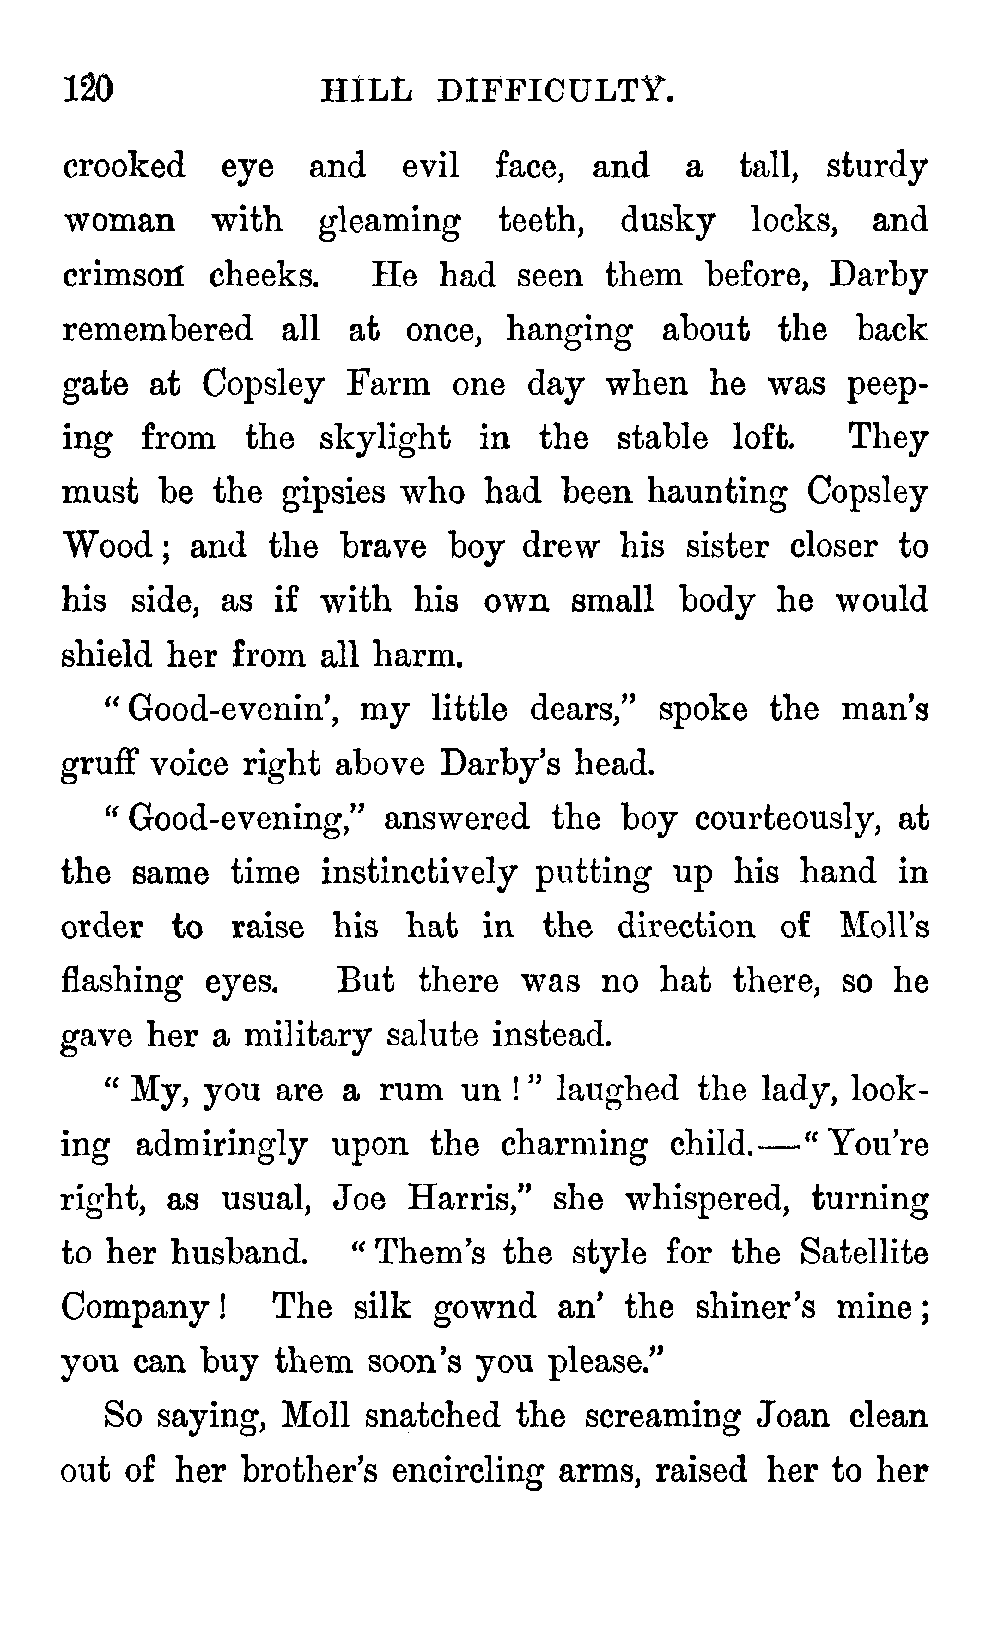 120 HILL DIFFICULTY.
crooked eye and evil face, and a tall, sturdy
woman with gleaming teeth, dusky locks, and
crimson cheeks. He had seen them before, Darby
remembered all at once, hanging about the back
gate at Copsley Farm one day when he was peep-
ing from the skylight in the stable loft. They
must be the gipsies who had been haunting Copsley
Wood; and the brave boy drew his sister closer to
his side, as if with his own small body he would
shield her from all harm.
"Good-evenin', my little dears," spoke the man's
gruff voice right above Darby's head.
"Good-evening," answered the boy courteously, at
the same time instinctively putting up his hand in
order to raise his hat in the direction of Moll's
flashing eyes. But there was no hat there, so he
gave her a military salute instead.
"My, you are a rum un!" laughed the lady, look-
ing admiringly upon the charming child.—"You're
right, as usual, Joe Harris," she whispered, turning
to her husband. "Them's the style for the Satellite
Company! The silk gownd an' the shiner's mine;
you can buy them soon's you please."
So saying, Moll snatched the screaming Joan clean
out of her brother's encircling arms, raised her to her